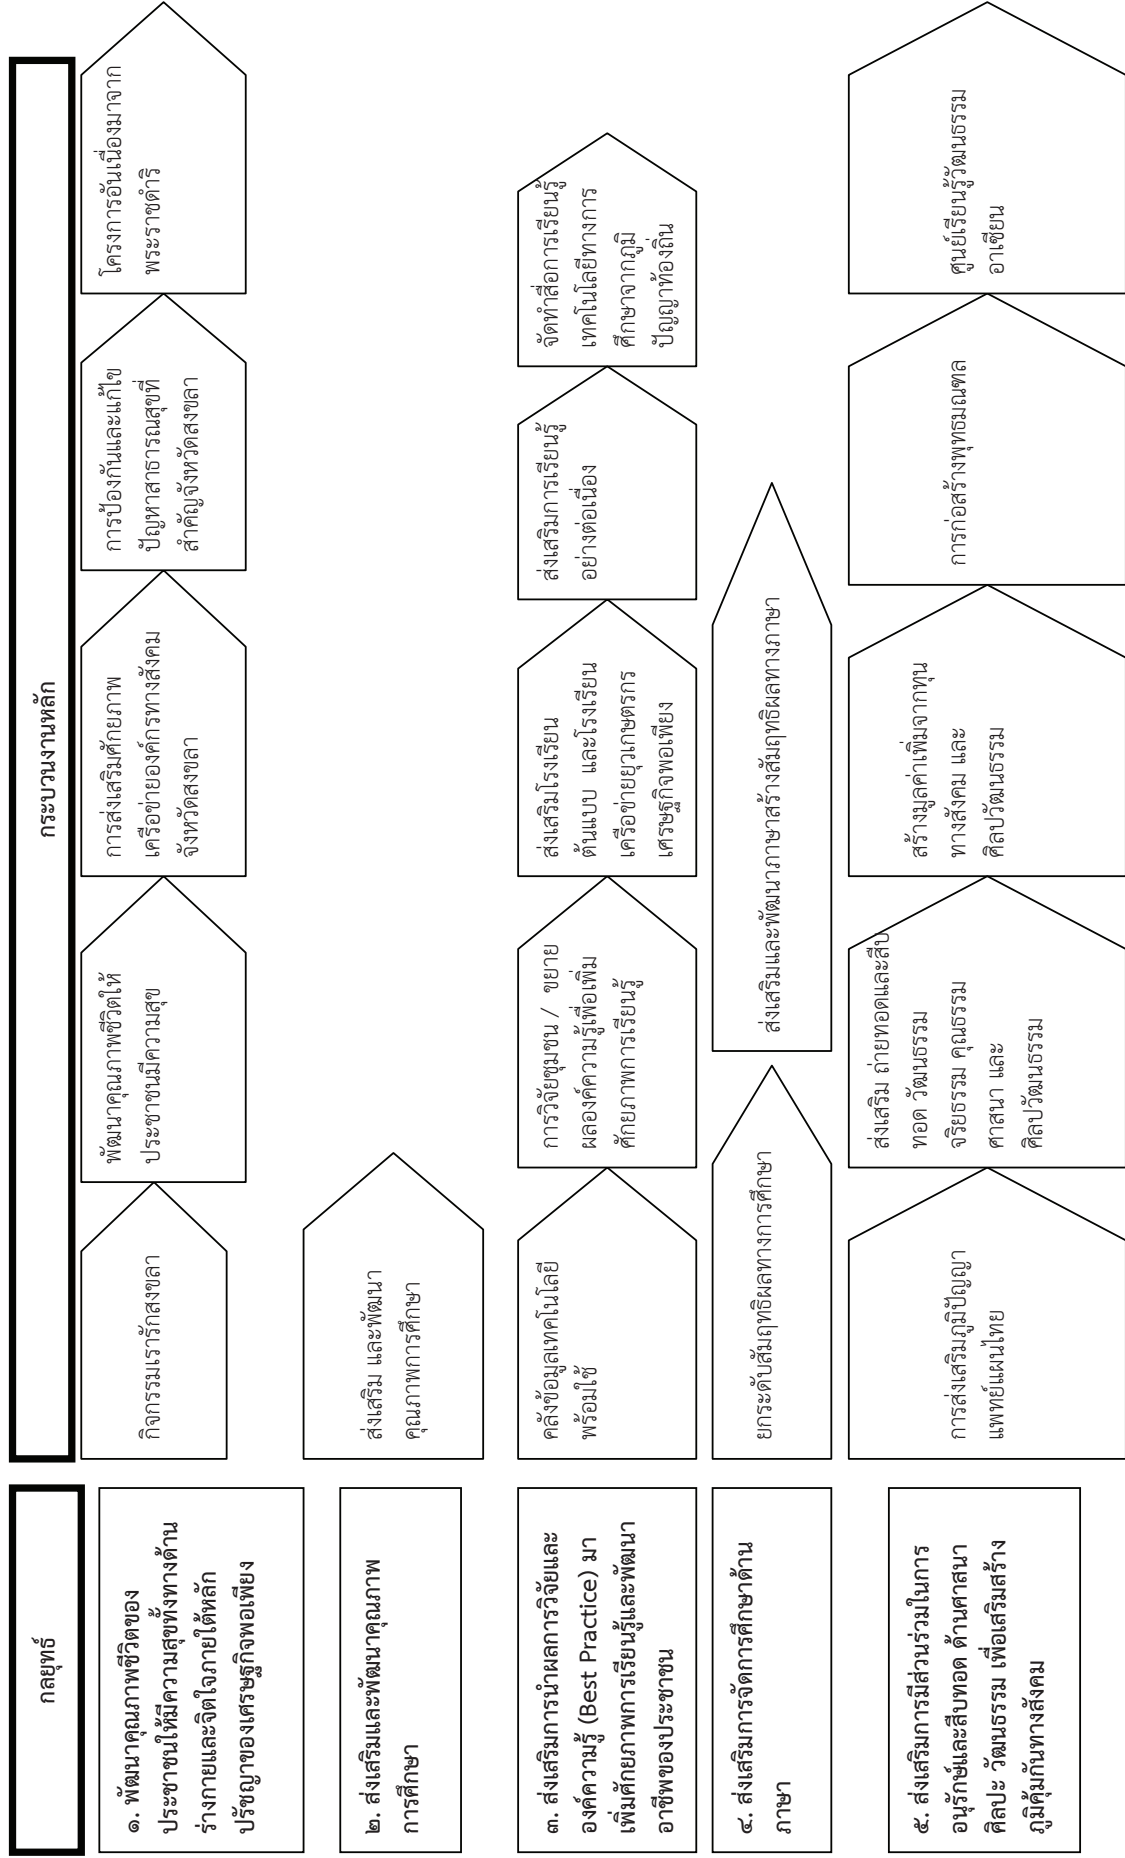 กลยุทธ์
กระบวนงานหลัก
๑. พัฒนาคุณภาพชีวิตของ
ประชาชนให้มีความสุขทั้งทางด้าน
ร่างกายและจิตใจภายใต้หลัก
ปรัชญาของเศรษฐกิจพอเพียง
กิจกรรมเรารักสงขลา
พัฒนาคุณภาพชีวิตให้
ประชาชนมีความสุข
การส่งเสริมศักยภาพ
เครือข่ายองค์กรทางสังคม
จังหวัดสงขลา
การป้องกันและแก้ไข
ปัญหาสาธารณสุขที่
สำคัญจังหวัดสงขลา
โครงการอันเนื่องมาจาก
พระราชดำริ
๒. ส่งเสริมและพัฒนาคุณภาพ
การศึกษา
ส่งเสริม และพัฒนา
คุณภาพการศึกษา
๓. ส่งเสริมการนำผลการวิจัยและ
องค์ความรู้ (Best Practice) มา
เพิ่มศักยภาพการเรียนรู้และพัฒนา
อาชีพของประชาชน
คลังข้อมูลเทคโนโลยี
พร้อมใช้
การวิจัยชุมชน / ขยาย
ผลองค์ความรู้เพื่อเพิ่ม
ศักยภาพการเรียนรู้
ส่งเสริมโรงเรียน
ต้นแบบ และโรงเรียน
เครือข่ายยุวเกษตรกร
เศรษฐกิจพอเพียง
ส่งเสริมการเรียนรู้
อย่างต่อเนื่อง
จัดทำสื่อการเรียนรู้
เทคโนโลยีทางการ
ศึกษาจากภูมิ
ปัญญาท้องถิ่น
๔. ส่งเสริมการจัดการศึกษาด้าน
ภาษา
ยกระดับสัมฤทธิผลทางการศึกษา
ส่งเสริมและพัฒนาภาษาสร้างสัมฤทธิผลทางภาษา
๕. ส่งเสริมการมีส่วนร่วมในการ
อนุรักษ์และสืบทอด ด้านศาสนา
ศิลปะ วัฒนธรรม เพื่อเสริมสร้าง
ภูมิคุ้มกันทางสังคม
การส่งเสริมภูมิปัญญา
แพทย์แผนไทย
ส่งเสริม ถ่ายทอดและสืบ
ทอด วัฒนธรรม
จริยธรรม คุณธรรม
ศาสนา และ
ศิลปวัฒนธรรม
สร้างมูลค่าเพิ่มจากทุน
ทางสังคม และ
ศิลปวัฒนธรรม
การก่อสร้างพุทธมณฑล
ศูนย์เรียนรู้วัฒนธรรม
อาเซียน